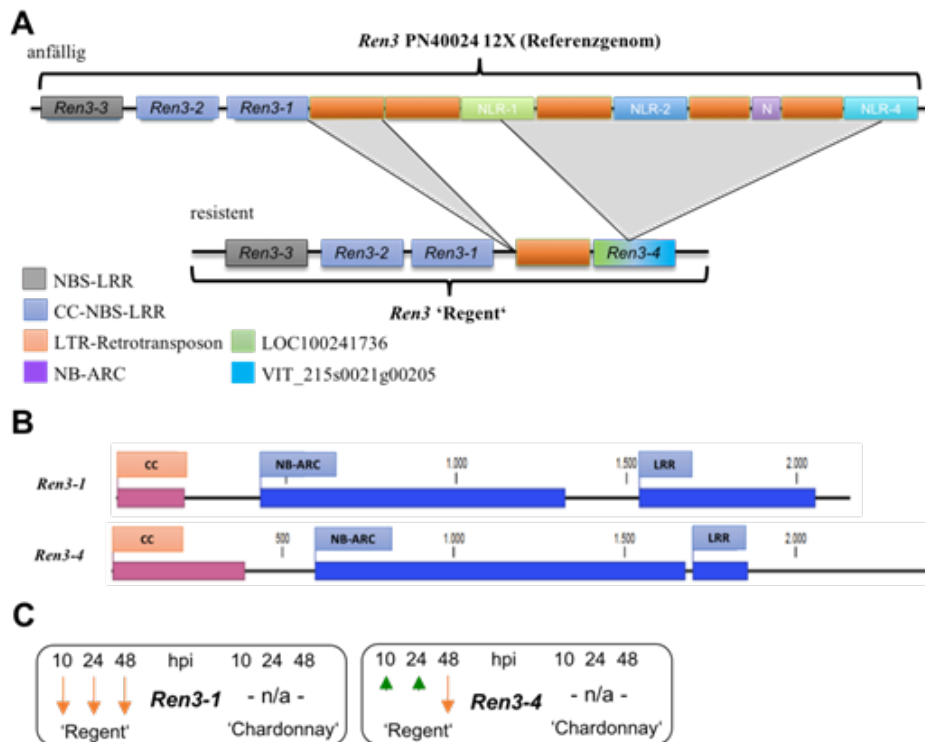 A
Ren3 PN40024 12X (Referenzgenom)
anfällig
Ren3-3 Ren3-2 Ren3-1 NLR-1 NLR-2 N NLR-4
resistent
Ren3-3 Ren3-2 Ren3-1 Ren3-4
Ren3 ‘Regent‘
NBS-LRR
CC-NBS-LRR
LTR-Retrotransposon LOC100241736
NB-ARC VIT_215s0021g00205
B
CC NB-ARC 1.000 1.500 LRR 2.000
Ren3-1
CC 500 NB-ARC 1.000 1.500 LRR 2.000
Ren3-4
C
10 24 48 hpi 10 24 48
Ren3-1 - n/a -
‘Regent’ ‘Chardonnay’
10 24 48 hpi 10 24 48
Ren3-4 - n/a -
‘Regent’ ‘Chardonnay’